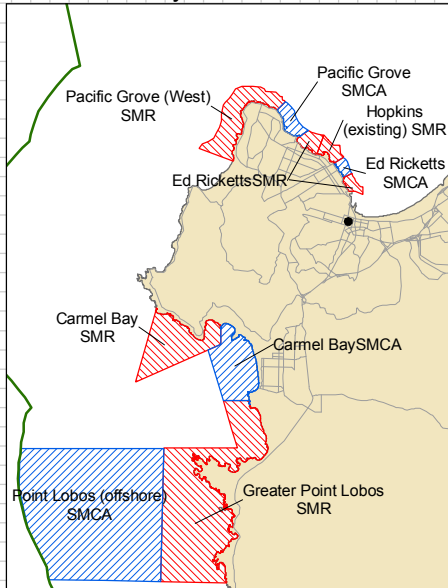 Pacific Grove
SMCA
Pacific Grove (West)
SMR
Hopkins
(existing) SMR
Ed Ricketts
SMCA
Ed RickettsSMR
Carmel Bay
SMR
Carmel BaySMCA
Point Lobos (offshore)
SMCA
Greater Point Lobos
SMR